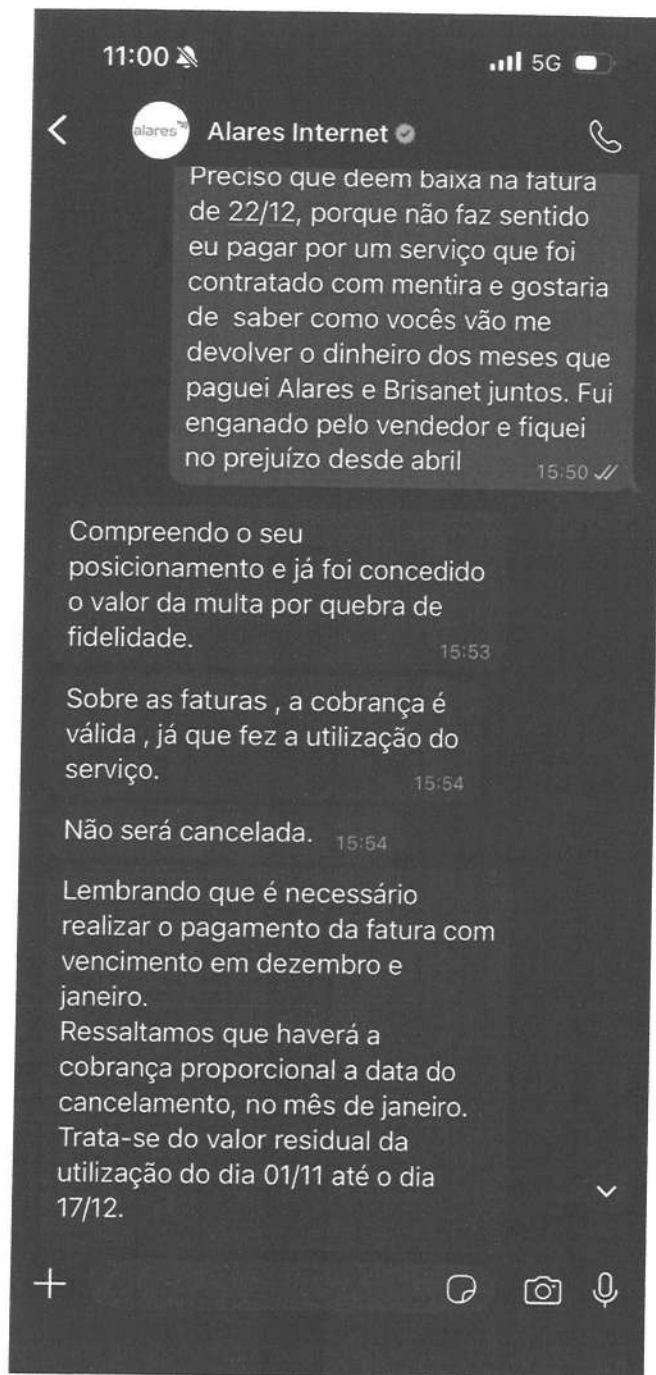 11:00
5G
alares
Alares Internet
Preciso que deem baixa na fatura
de 22/12, porque não faz sentido
eu pagar por um serviço que foi
contratado com mentira e gostaria
de saber como vocês vão me
devolver o dinheiro dos meses que
paguei Alares e Brisanet juntos. Fui
enganado pelo vendedor e fiquei
no prejuízo desde abril
15:50
Compreendo o seu
posicionamento e já foi concedido
o valor da multa por quebra de
fidelidade.
15:53
Sobre as faturas , a cobrança é
válida , já que fez a utilização do
serviço.
15:54
Não será cancelada. 15:54
Lembrando que é necessário
realizar o pagamento da fatura com
vencimento em dezembro e
janeiro.
Ressaltamos que haverá a
cobrança proporcional a data do
cancelamento, no mês de janeiro.
Trata-se do valor residual da
utilização do dia 01/11 até o dia
17/12.